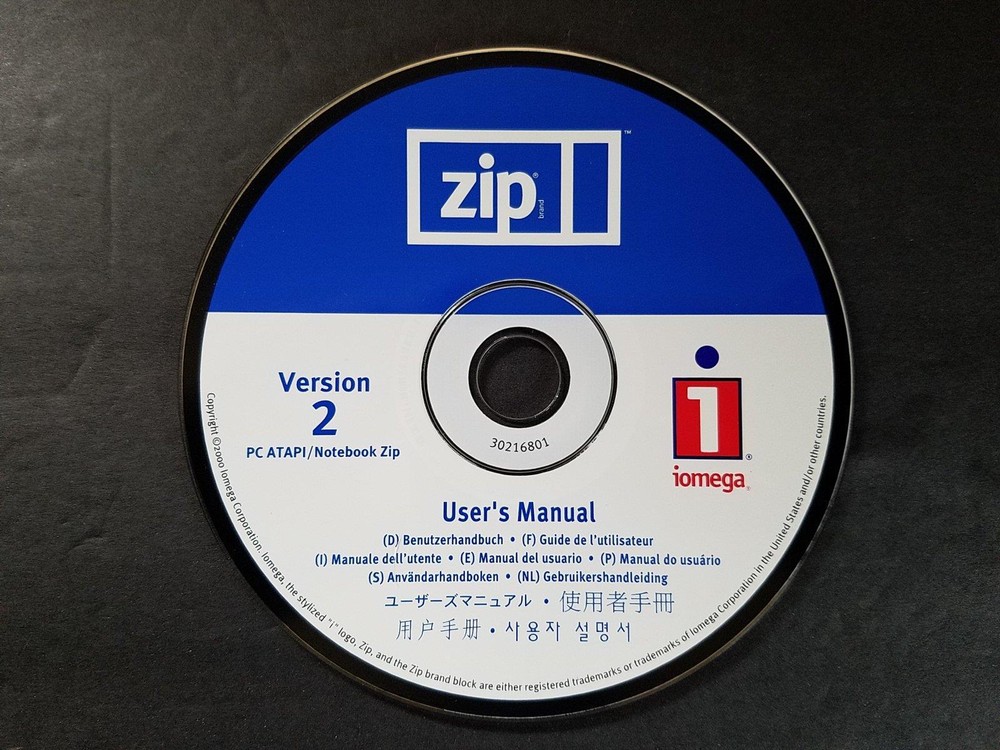 zip® brand ™
Version
2
PC ATAPI/Notebook Zip
30216801
1®
iomega®
User's Manual
(D) Benutzerhandbuch • (F) Guide de l'utilisateur
(I) Manuale dell'utente • (E) Manual del usuario • (P) Manual do usuário
(S) Användarhandboken • (NL) Gebruikershandleiding
ユーザーズマニュアル • 使用者手冊
用户手册 • 사용자 설명서
Copyright ©2000 Iomega Corporation. Iomega, the stylized "i" logo, Zip, and the Zip brand block are either registered trademarks or trademarks of Iomega Corporation in the United States and/or other countries.